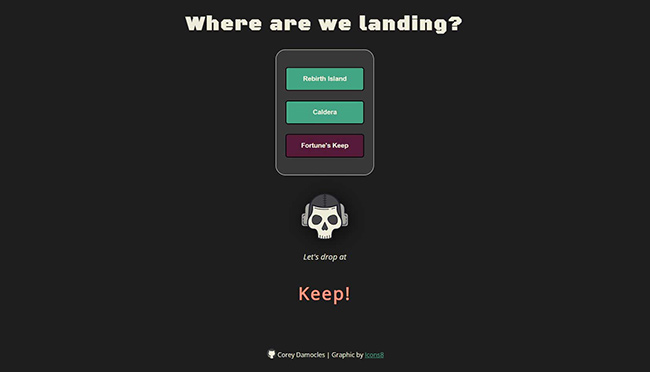 Where are we landing?
Rebirth Island
Caldera
Fortune's Keep
Let's drop at
Keep!
Corey Damocles | Graphic by Icons8